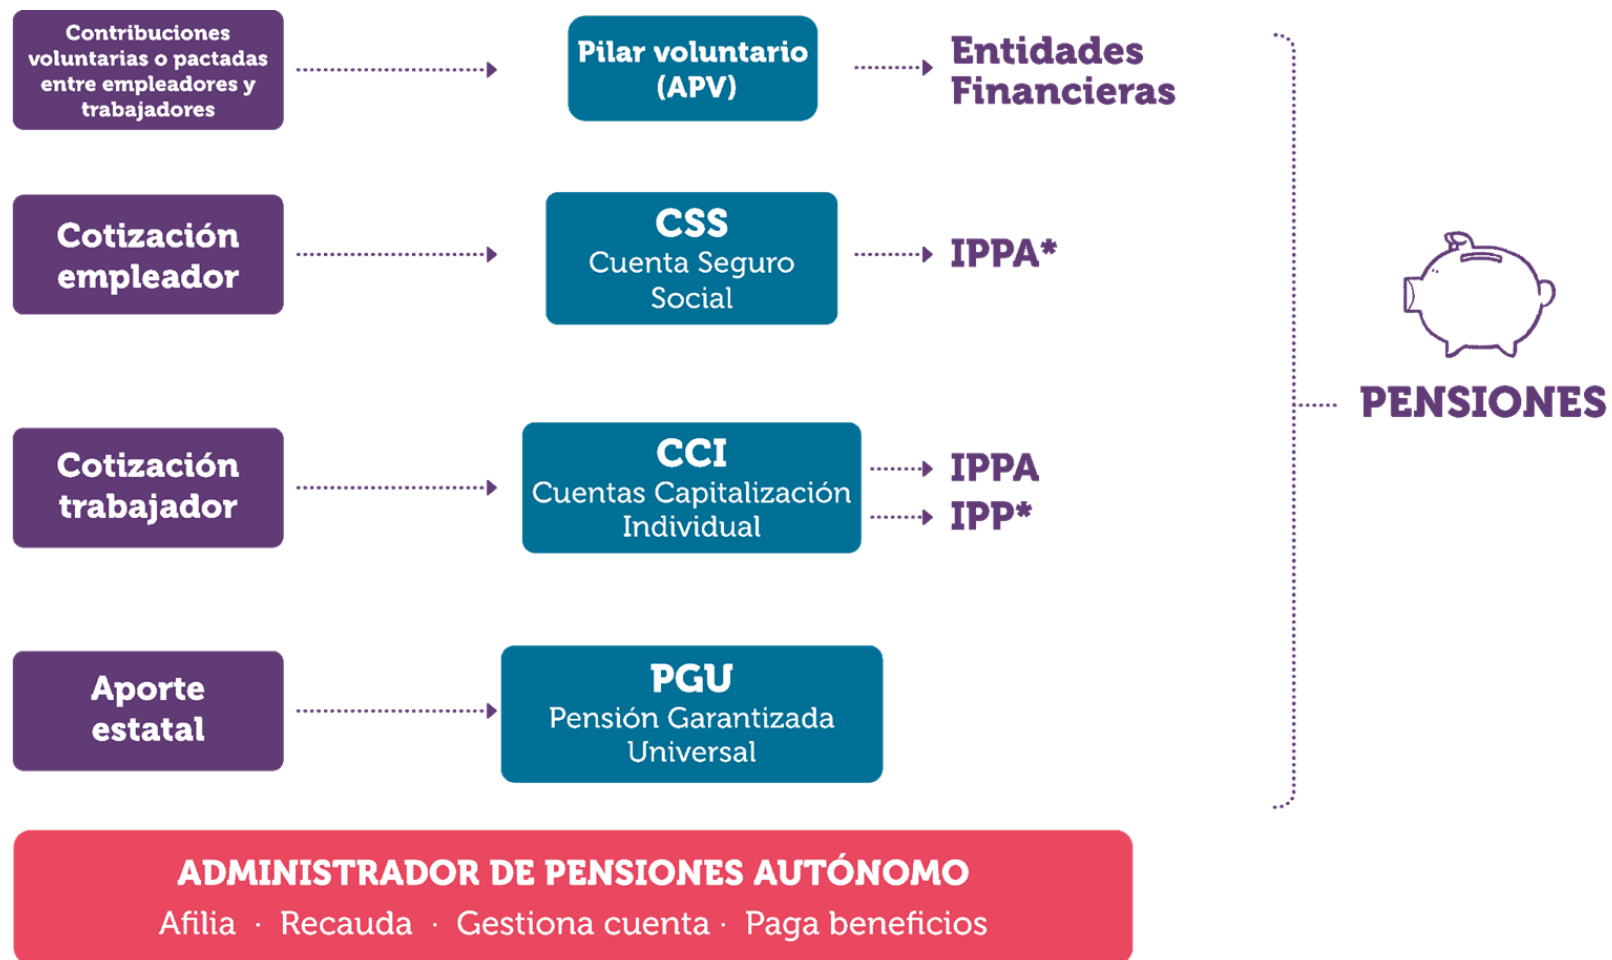 Contribuciones
voluntarias o pactadas
entre empleadores y
trabajadores
Pilar voluntario
(APV)
Entidades
Financieras
Cotización
empleador
CSS
Cuenta Seguro
Social
IPPA*
Cotización
trabajador
CCI
Cuentas Capitalización
Individual
IPPA
IPP*
Aporte
estatal
PGU
Pensión Garantizada
Universal
PENSIONES
ADMINISTRADOR DE PENSIONES AUTÓNOMO
Afilia · Recauda · Gestiona cuenta · Paga beneficios